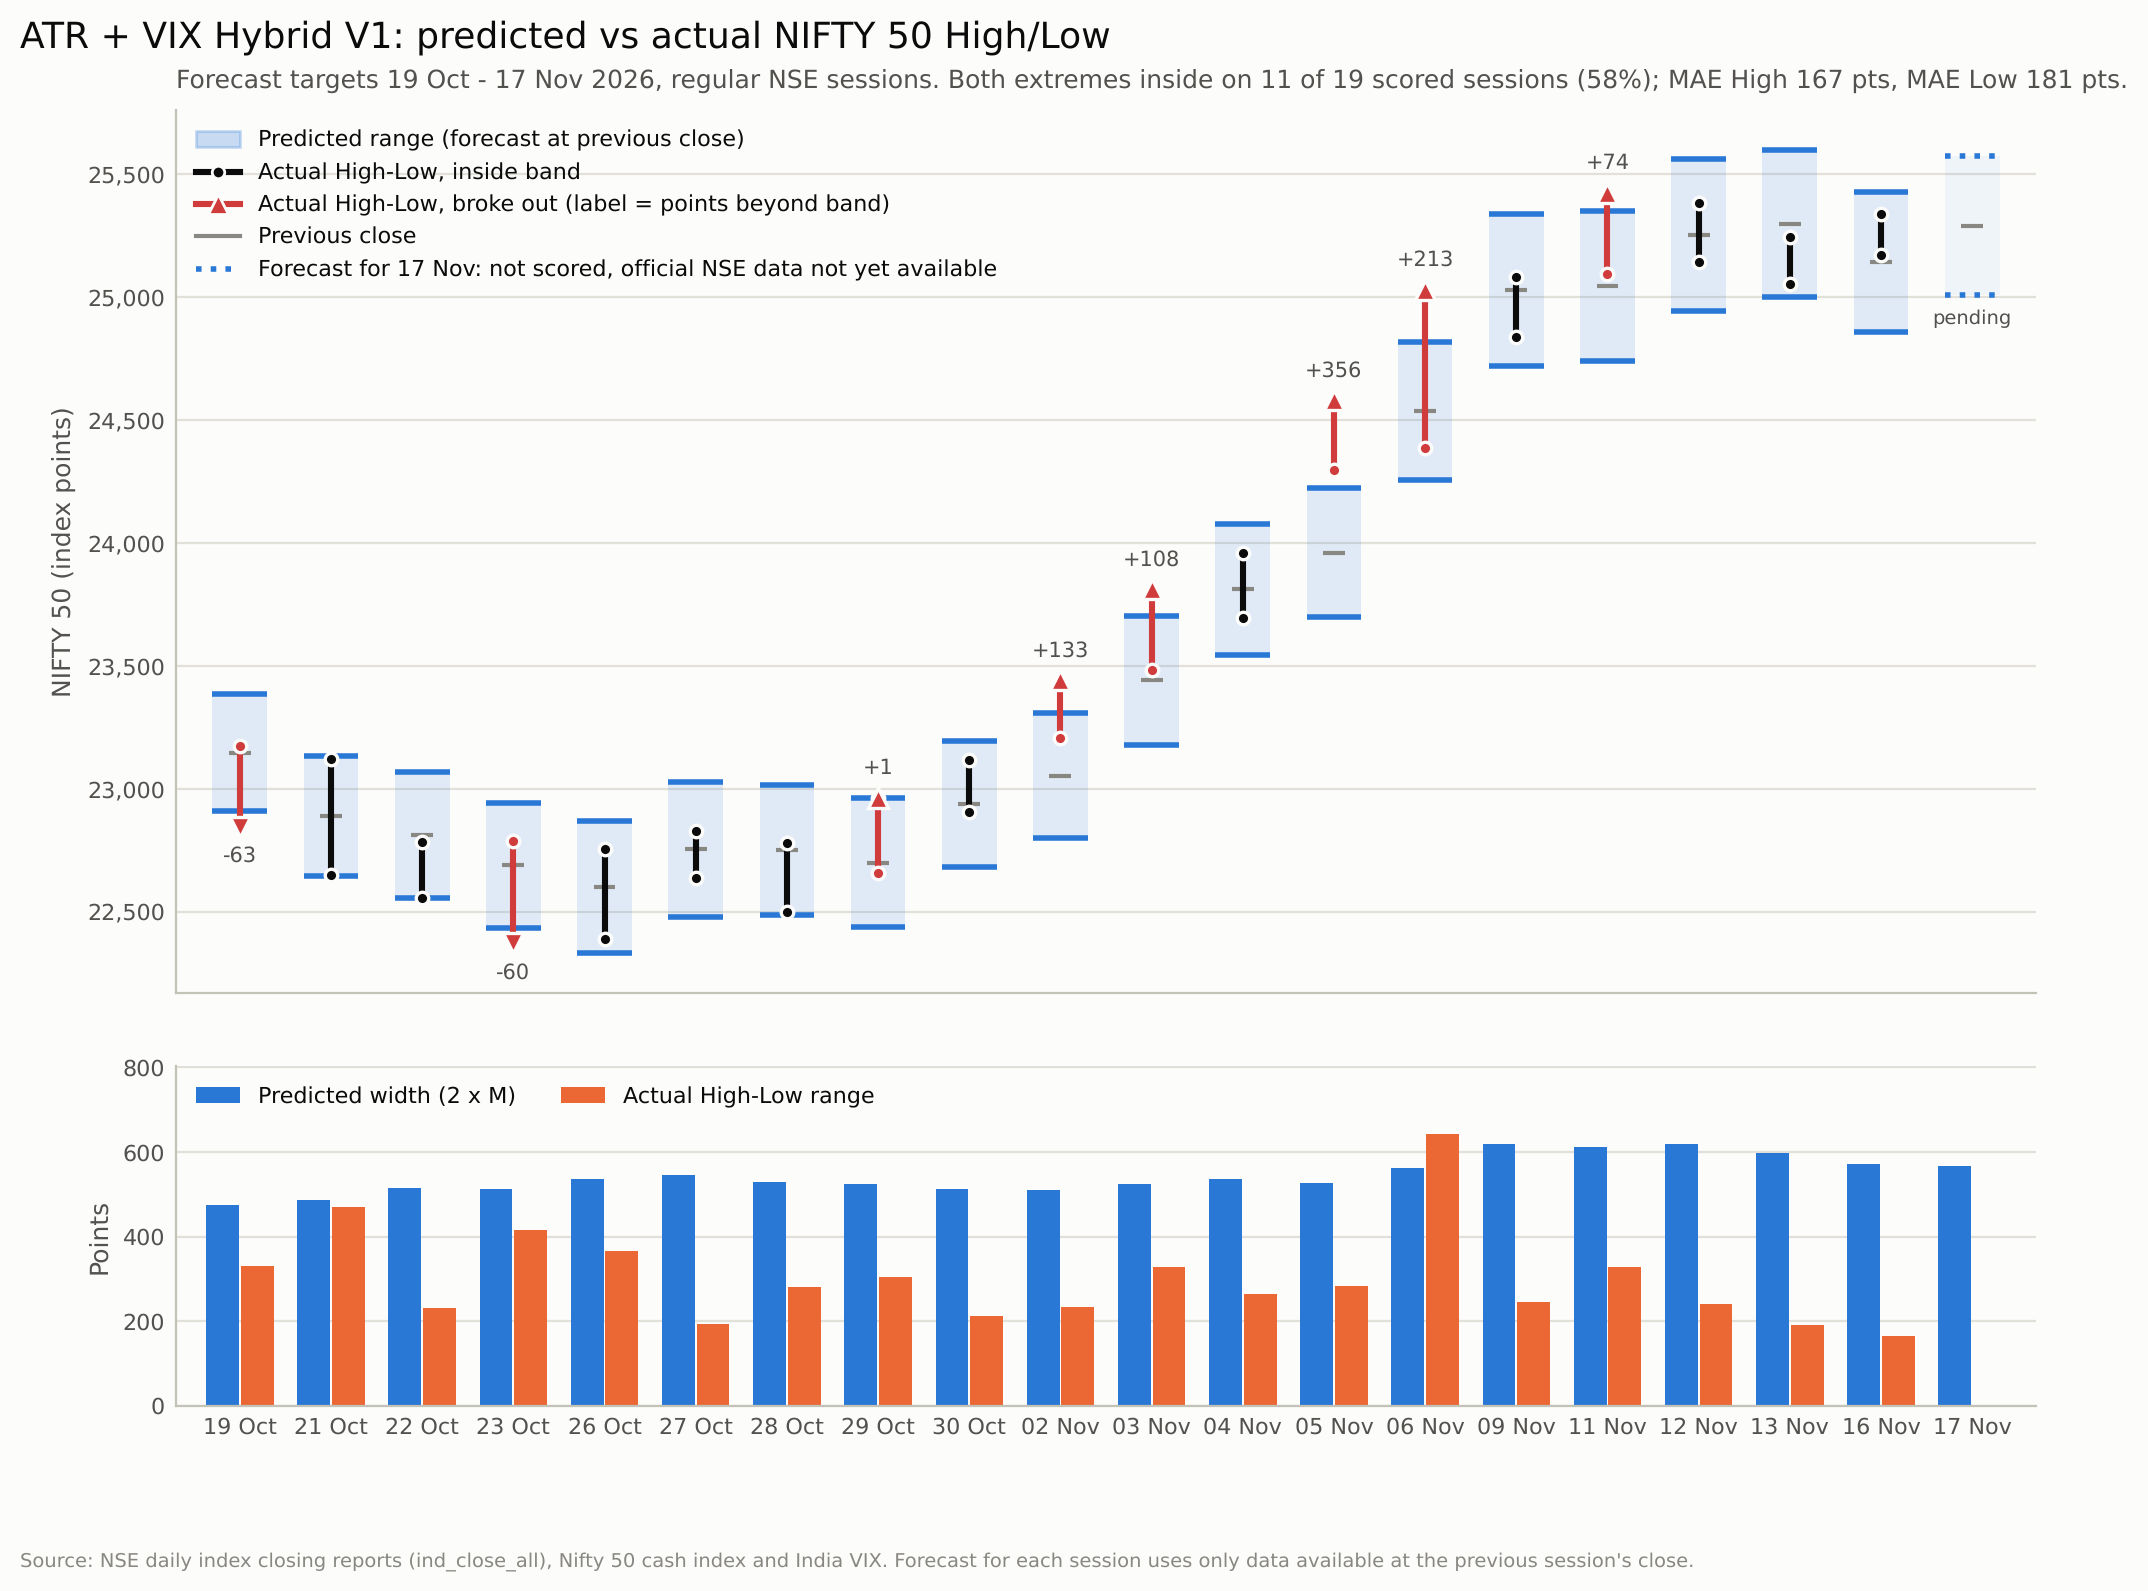 ATR + VIX Hybrid V1: predicted vs actual NIFTY 50 High/Low
Forecast targets 19 Oct - 17 Nov 2026, regular NSE sessions. Both extremes inside on 11 of 19 scored sessions (58%); MAE High 167 pts, MAE Low 181 pts.
Predicted range (forecast at previous close)
Actual High-Low, inside band
Actual High-Low, broke out (label = points beyond band)
Previous close
Forecast for 17 Nov: not scored, official NSE data not yet available
NIFTY 50 (index points)
25,500
25,000
24,500
24,000
23,500
23,000
22,500
-63
-60
+1
+133
+108
+356
+213
+74
pending
Points
800
600
400
200
0
Predicted width (2 x M)
Actual High-Low range
19 Oct 21 Oct 22 Oct 23 Oct 26 Oct 27 Oct 28 Oct 29 Oct 30 Oct 02 Nov 03 Nov 04 Nov 05 Nov 06 Nov 09 Nov 11 Nov 12 Nov 13 Nov 16 Nov 17 Nov
Source: NSE daily index closing reports (ind_close_all), Nifty 50 cash index and India VIX. Forecast for each session uses only data available at the previous session's close.